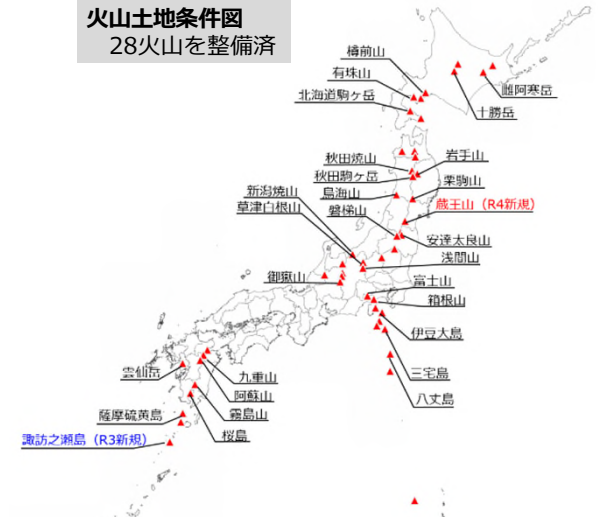 火山土地条件図
28火山を整備済
樽前山
有珠山
北海道駒ヶ岳
雌阿寒岳
十勝岳
秋田焼山
秋田駒ケ岳
鳥海山
岩手山
栗駒山
蔵王山（R4新規）
新潟焼山
草津白根山
磐梯山
安達太良山
浅間山
御嶽山
富士山
箱根山
伊豆大島
三宅島
八丈島
雲仙岳
九重山
阿蘇山
霧島山
桜島
薩摩硫黄島
諏訪之瀬島（R3新規）